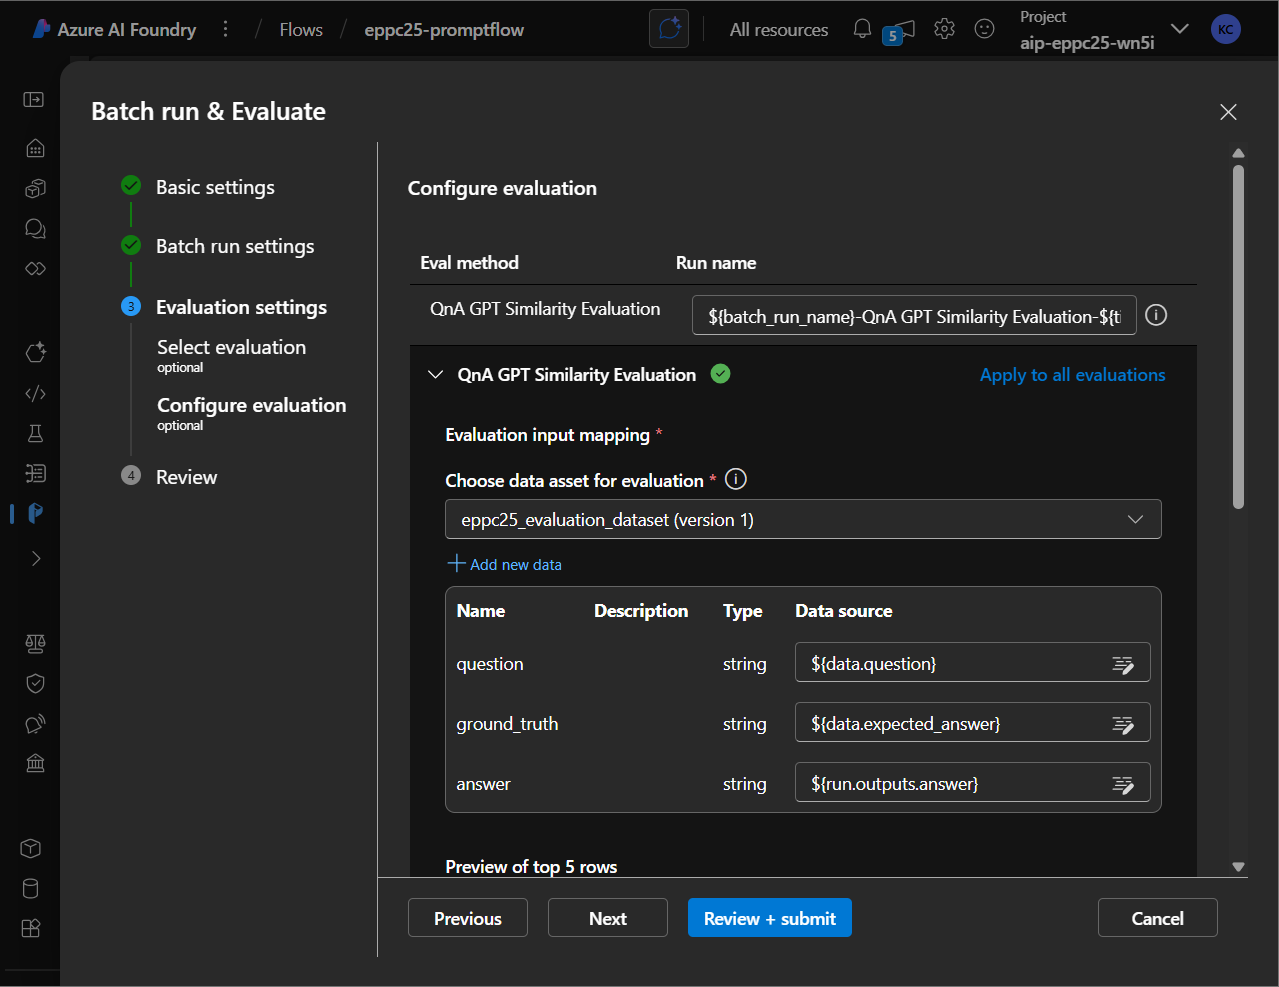 Azure AI Foundry
/ Flows / eppc25-promptflow
All resources
5
Project
aip-eppc25-wn5i
KC
Batch run & Evaluate
Basic settings
Batch run settings
3 Evaluation settings
Select evaluation
optional
Configure evaluation
optional
4 Review
Configure evaluation
Eval method Run name
QnA GPT Similarity Evaluation ${batch_run_name}-QnA GPT Similarity Evaluation-${ti
QnA GPT Similarity Evaluation Apply to all evaluations
Evaluation input mapping *
Choose data asset for evaluation *
eppc25_evaluation_dataset (version 1)
Add new data
Name Description Type Data source
question string ${data.question}
ground_truth string ${data.expected_answer}
answer string ${run.outputs.answer}
Preview of top 5 rows
Previous Next Review + submit Cancel